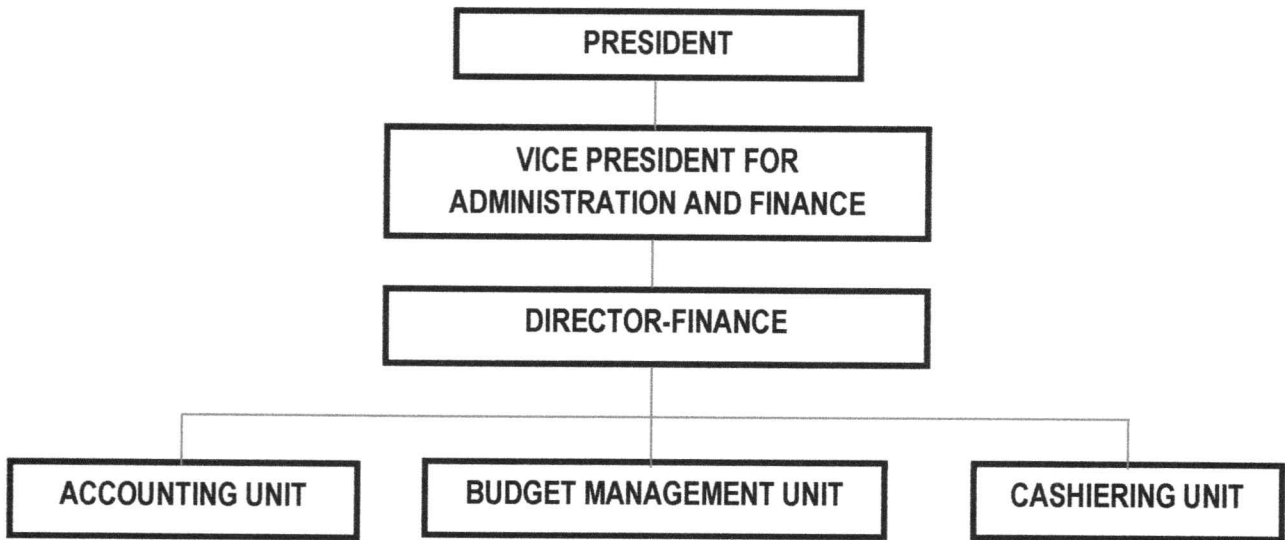 PRESIDENT
VICE PRESIDENT FOR
ADMINISTRATION AND FINANCE
DIRECTOR-FINANCE
ACCOUNTING UNIT
BUDGET MANAGEMENT UNIT
CASHIERING UNIT